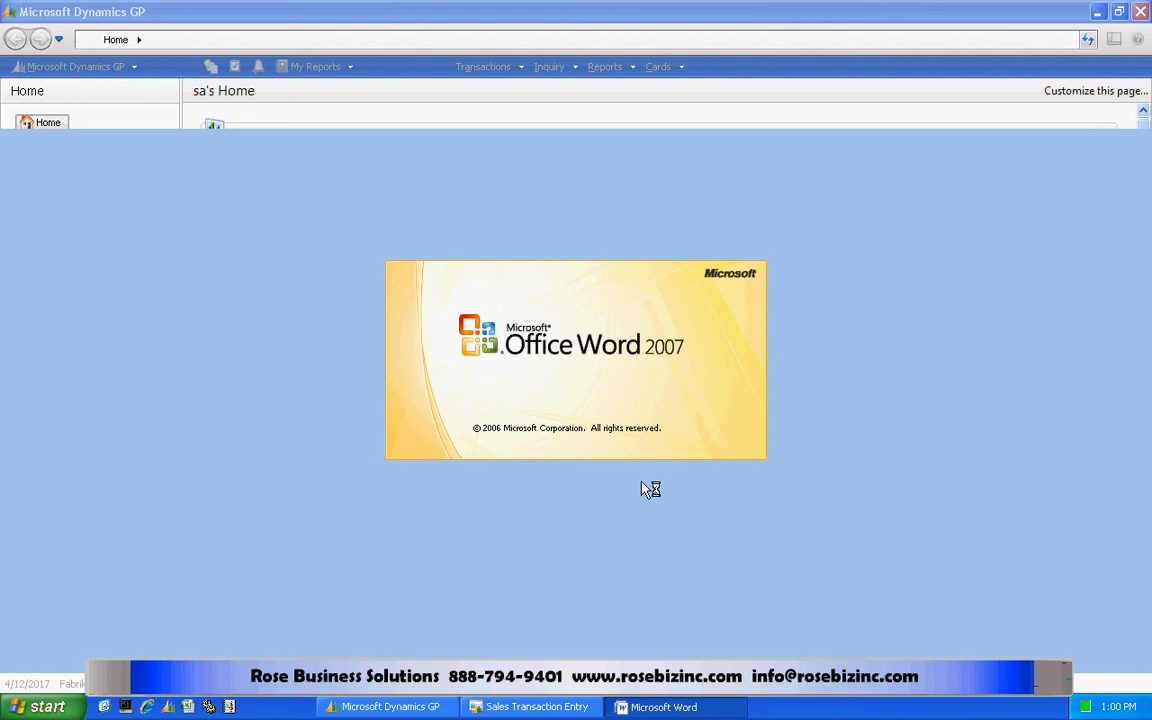 Microsoft Dynamics GP
Home
Microsoft Dynamics GP
My Reports
Transactions
Inquiry
Reports
Cards
Home
sa's Home
Customize this page...
Home
Microsoft
Microsoft®
Office Word 2007
© 2006 Microsoft Corporation. All rights reserved.
4/12/2017 Fabrik
Rose Business Solutions 888-794-9401 www.rosebizinc.com info@rosebizinc.com
start
Microsoft Dynamics GP
Sales Transaction Entry
Microsoft Word
1:00 PM